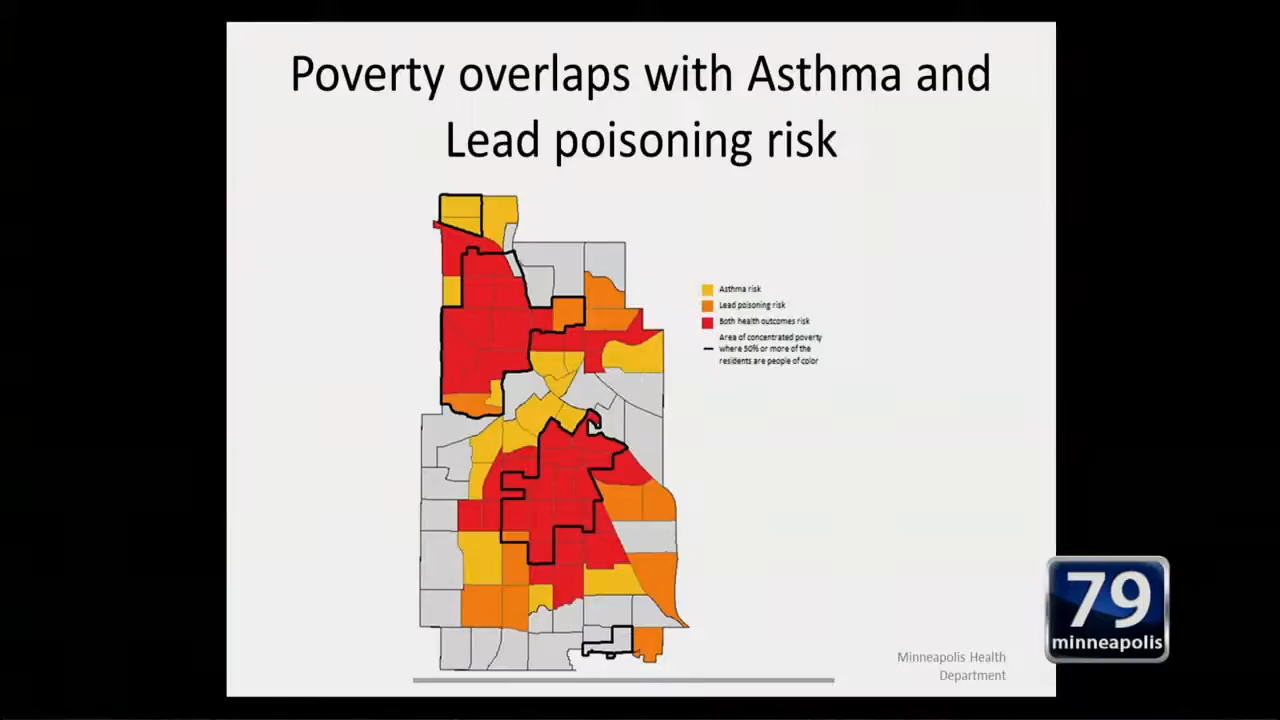 Poverty overlaps with Asthma and
Lead poisoning risk
Asthma risk
Lead poisoning risk
Both health outcomes risk
Area of concentrated poverty
where 50% or more of the
residents are people of color
79
minneapolis
Minneapolis Health
Department